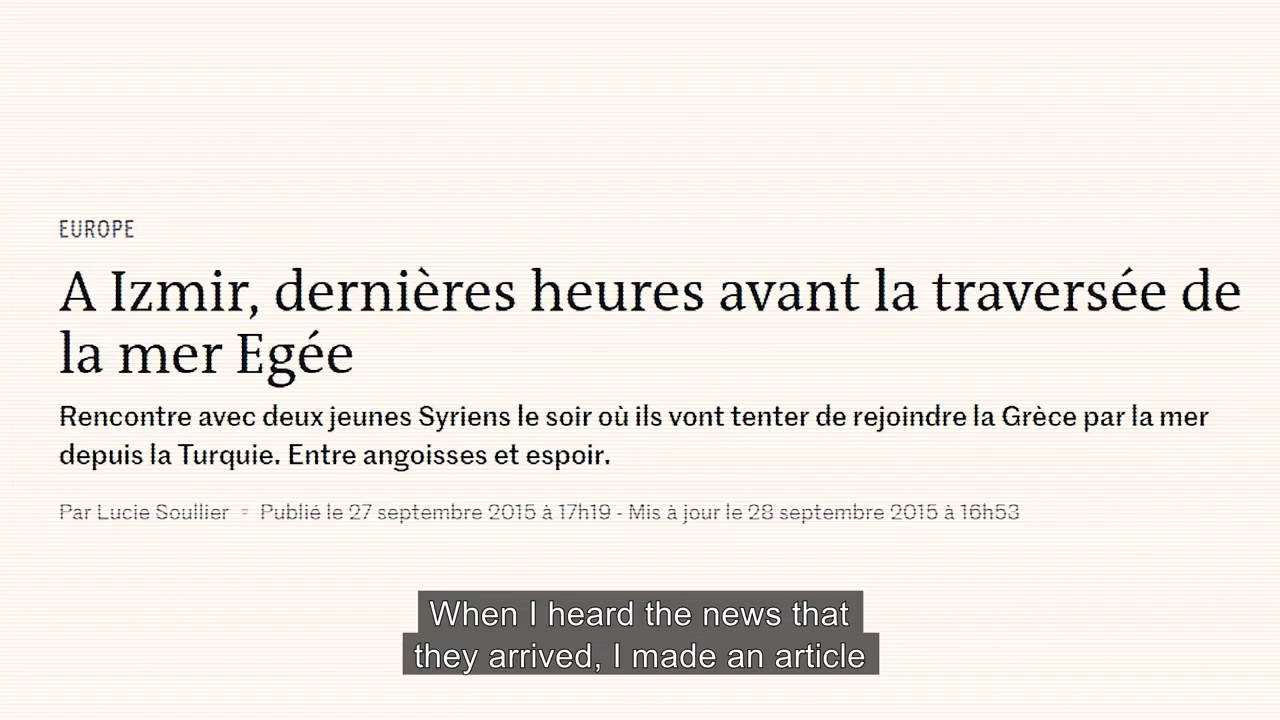 EUROPE
A Izmir, dernières heures avant la traversée de
la mer Egée
Rencontre avec deux jeunes Syriens le soir où ils vont tenter de rejoindre la Grèce par la mer
depuis la Turquie. Entre angoisses et espoir.
Par Lucie Soullier - Publié le 27 septembre 2015 à 17h19 - Mis à jour le 28 septembre 2015 à 16h53
When I heard the news that
they arrived, I made an article